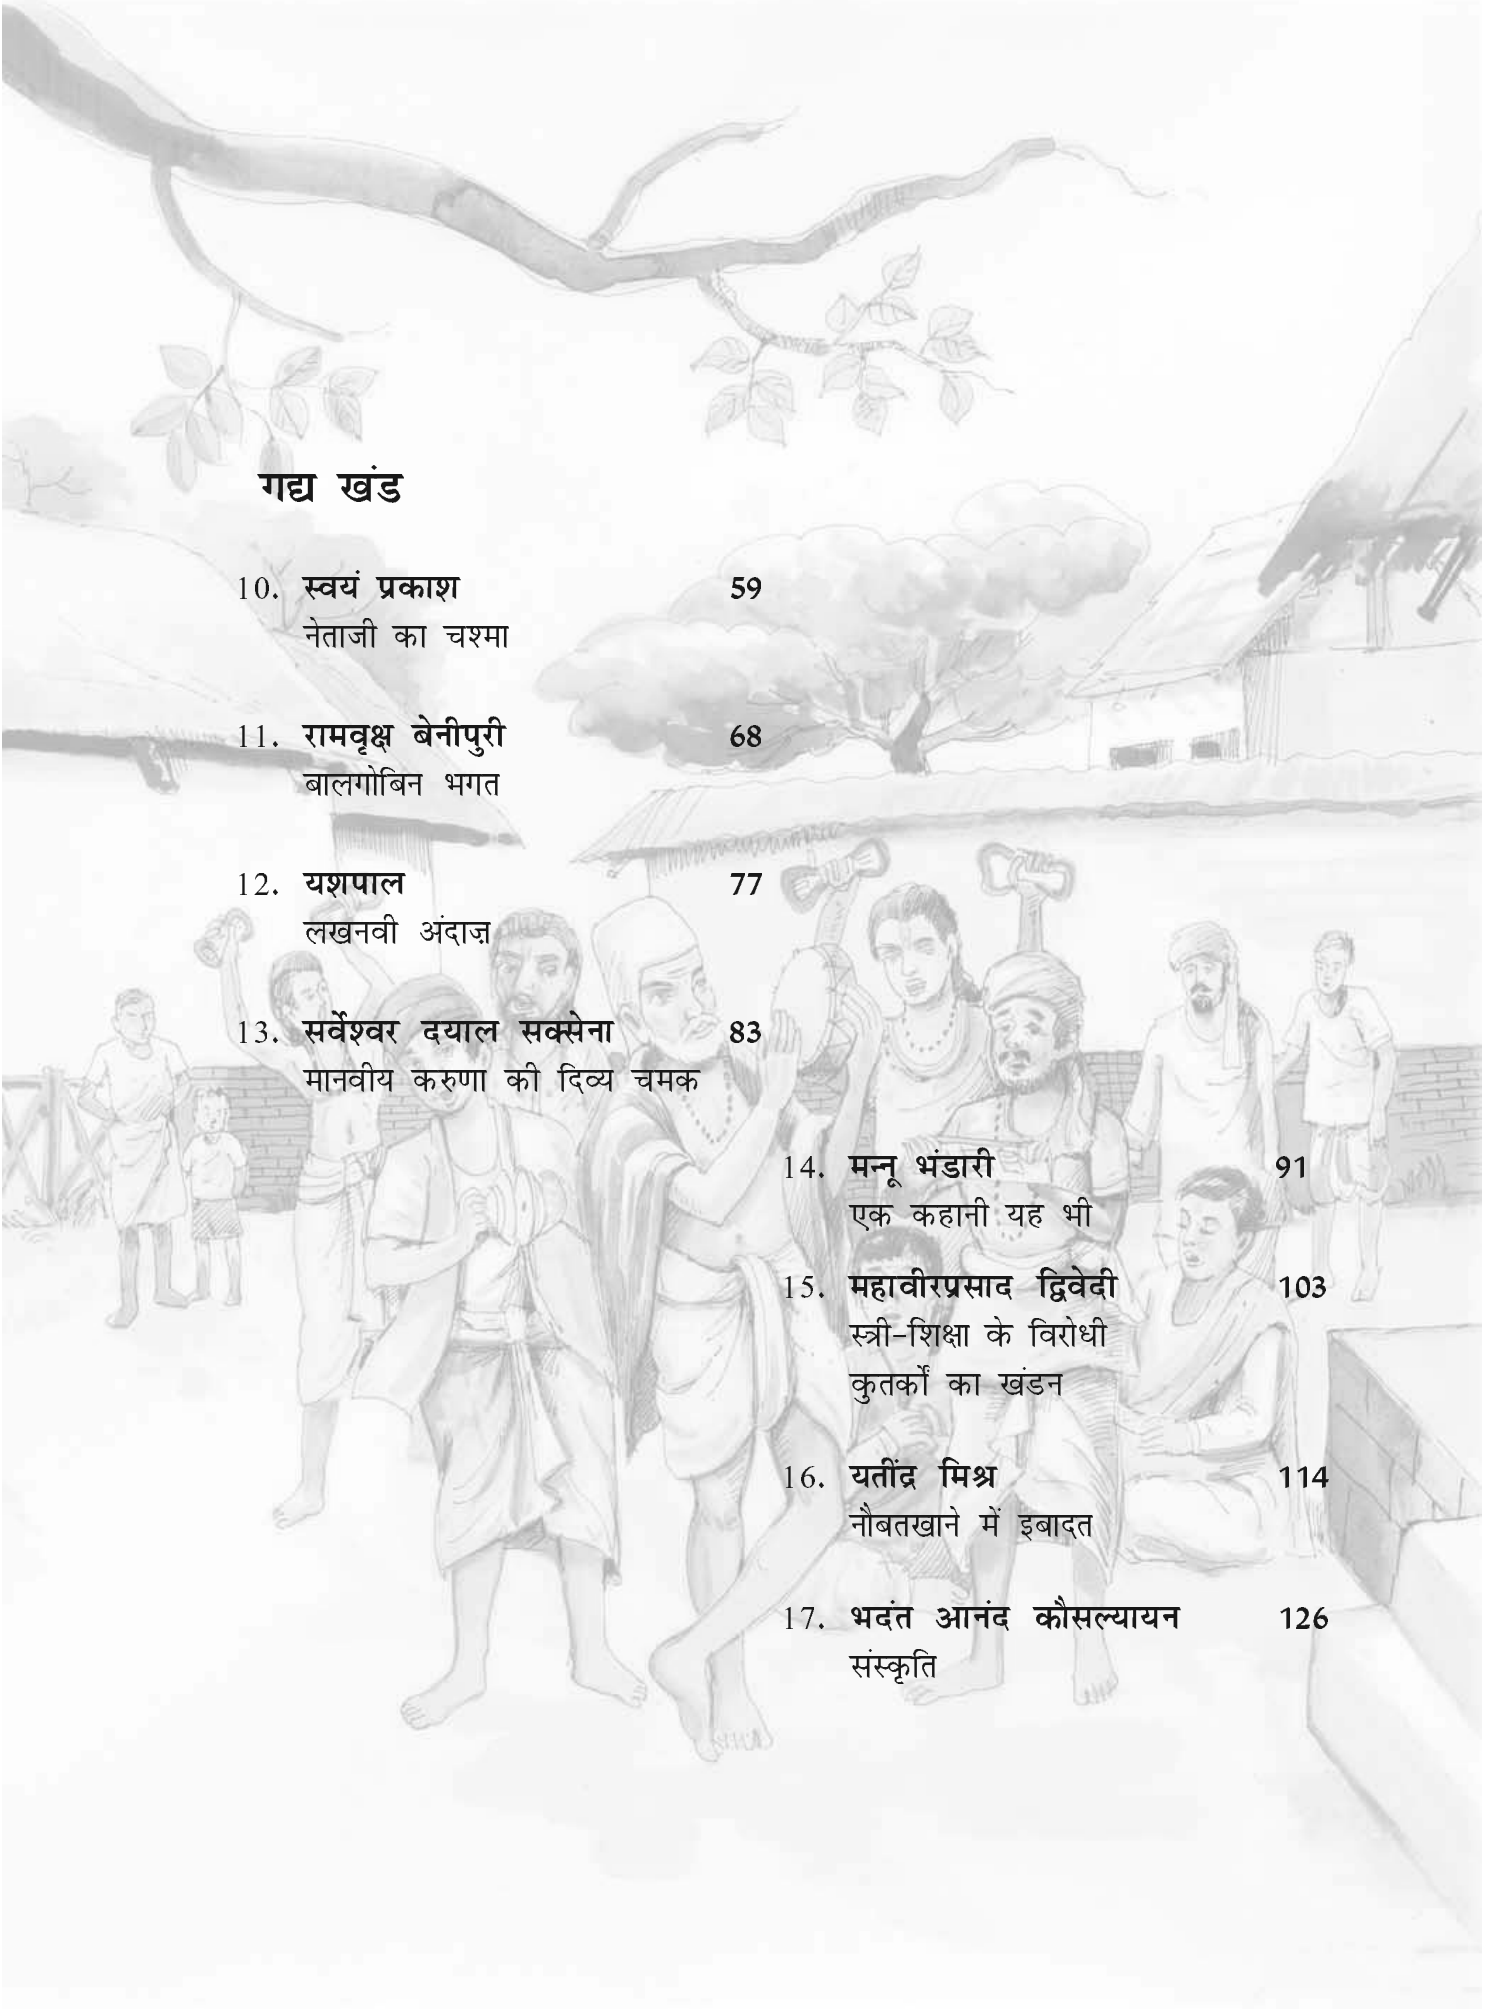 गद्य खंड
10. स्वयं प्रकाश 59
नेताजी का चश्मा
11. रामवृक्ष बेनीपुरी 68
बालगोबिन भगत
12. यशपाल 77
लखनवी अंदाज़
13. सर्वेश्वर दयाल सक्सेना 83
मानवीय करुणा की दिव्य चमक
14. मन्नू भंडारी 91
एक कहानी यह भी
15. महावीरप्रसाद द्विवेदी 103
स्त्री-शिक्षा के विरोधी
कुतर्कों का खंडन
16. यतींद्र मिश्र 114
नौबतखाने में इबादत
17. भदंत आनंद कौसल्यायन 126
संस्कृति